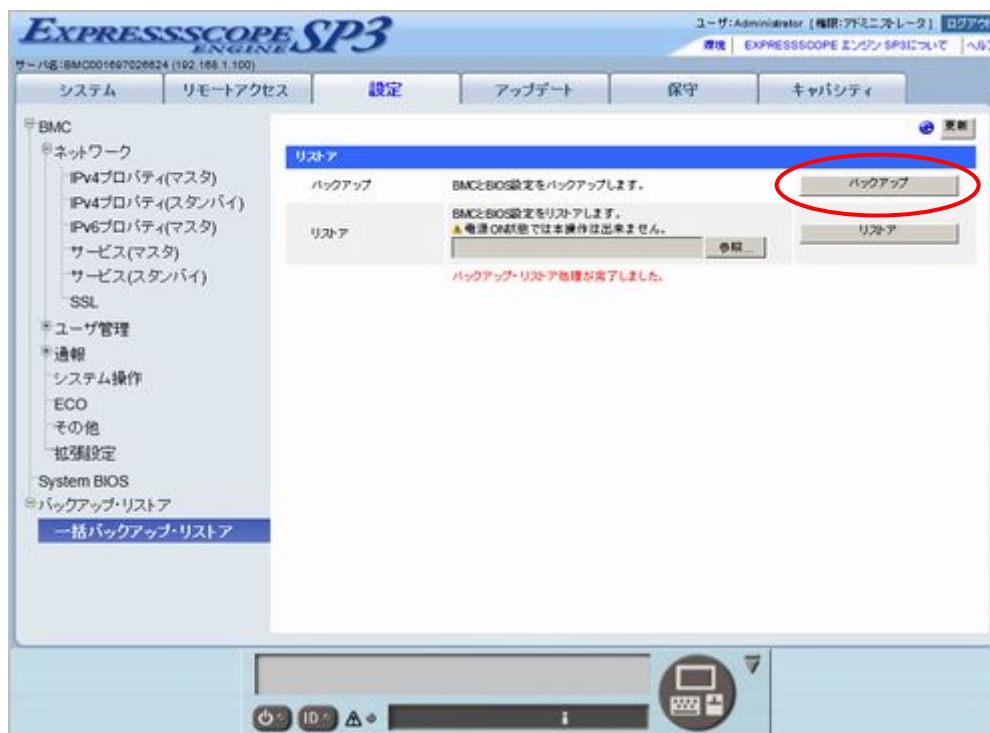 EXPRESSSCOPE
ENGINE SP3
ユーザ:Administrator [権限:アドミニストレータ]
ログアウ
環境
EXPRESSSCOPE エンジン SP3について
ヘル
サーバ名:BMC001697026624 (192.168.1.100)
システム
リモートアクセス
設定
アップデート
保守
キャパシティ
BMC
更新
ネットワーク
IPv4プロパティ(マスタ)
IPv4プロパティ(スタンバイ)
IPv6プロパティ(マスタ)
サービス(マスタ)
サービス(スタンバイ)
SSL
ユーザ管理
通報
システム操作
ECO
その他
拡張設定
System BIOS
バックアップ・リストア
一括バックアップ・リストア
リストア
バックアップ
BMCとBIOS設定をバックアップします。
バックアップ
リストア
BMCとBIOS設定をリストアします。
電源ON状態では本操作は出来ません。
参照...
リストア
バックアップ・リストア処理が完了しました。
ID